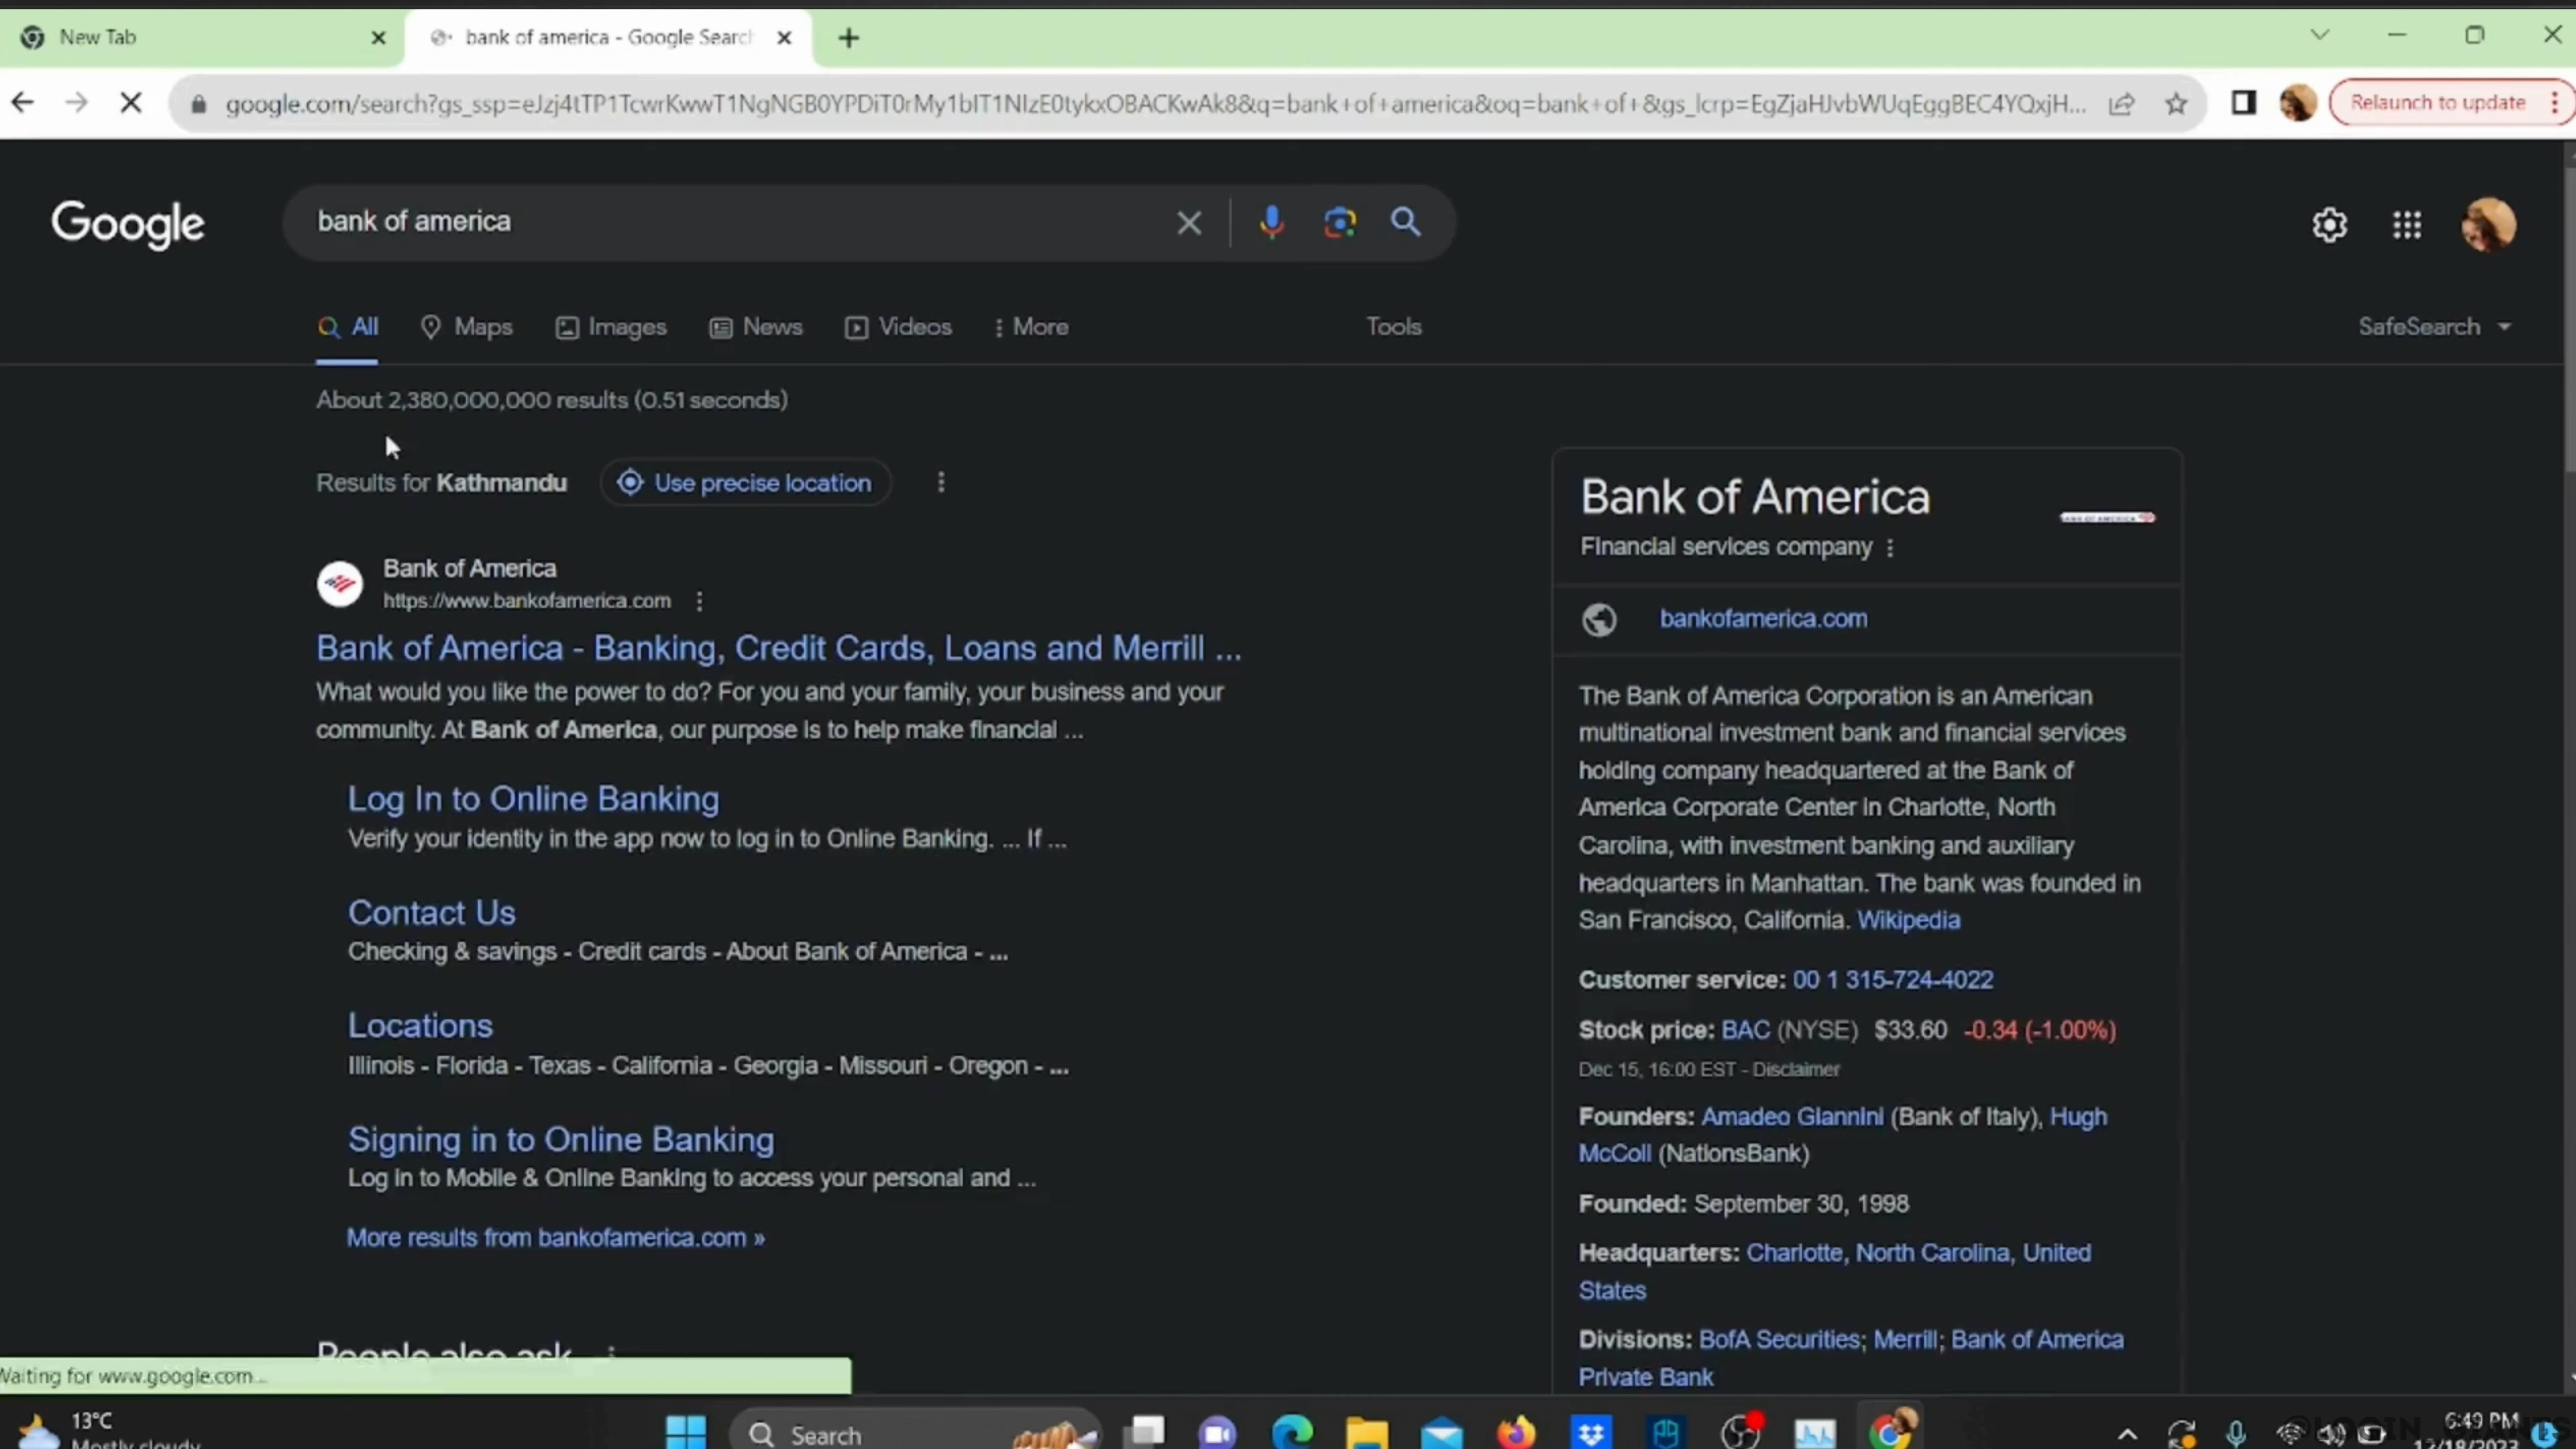 New Tab
bank of america - Google Search
google.com/search?gs_ssp=eJzj4tTP1TcwrKwwT1NgNGB0YPDiT0rMy1bIT1NIzE0tykxOBACKwAk8&q=bank+of+america&oq=bank+of+&gs_lcrp=EgZjaHJvbWUqEggBEC4YQxjH...
Relaunch to update
Google
bank of america
All Maps Images News Videos More Tools SafeSearch
About 2,380,000,000 results (0.51 seconds)
Results for Kathmandu Use precise location
Bank of America
https://www.bankofamerica.com
Bank of America - Banking, Credit Cards, Loans and Merrill ...
What would you like the power to do? For you and your family, your business and your
community. At Bank of America, our purpose is to help make financial ...
Log In to Online Banking
Verify your identity in the app now to log in to Online Banking. ... If ...
Contact Us
Checking & savings - Credit cards - About Bank of America - ...
Locations
Illinois - Florida - Texas - California - Georgia - Missouri - Oregon - ...
Signing in to Online Banking
Log in to Mobile & Online Banking to access your personal and ...
More results from bankofamerica.com »
People also ask
Bank of America
Financial services company
BANK OF AMERICA
bankofamerica.com
The Bank of America Corporation is an American
multinational investment bank and financial services
holding company headquartered at the Bank of
America Corporate Center in Charlotte, North
Carolina, with investment banking and auxiliary
headquarters in Manhattan. The bank was founded in
San Francisco, California. Wikipedia
Customer service: 00 1 315-724-4022
Stock price: BAC (NYSE) $33.60 -0.34 (-1.00%)
Dec 15, 16:00 EST - Disclaimer
Founders: Amadeo Giannini (Bank of Italy), Hugh
McColl (NationsBank)
Founded: September 30, 1998
Headquarters: Charlotte, North Carolina, United
States
Divisions: BofA Securities; Merrill; Bank of America
Private Bank
Waiting for www.google.com...
13°C
Mostly cloudy
Search
6:49 PM
12/18/2023